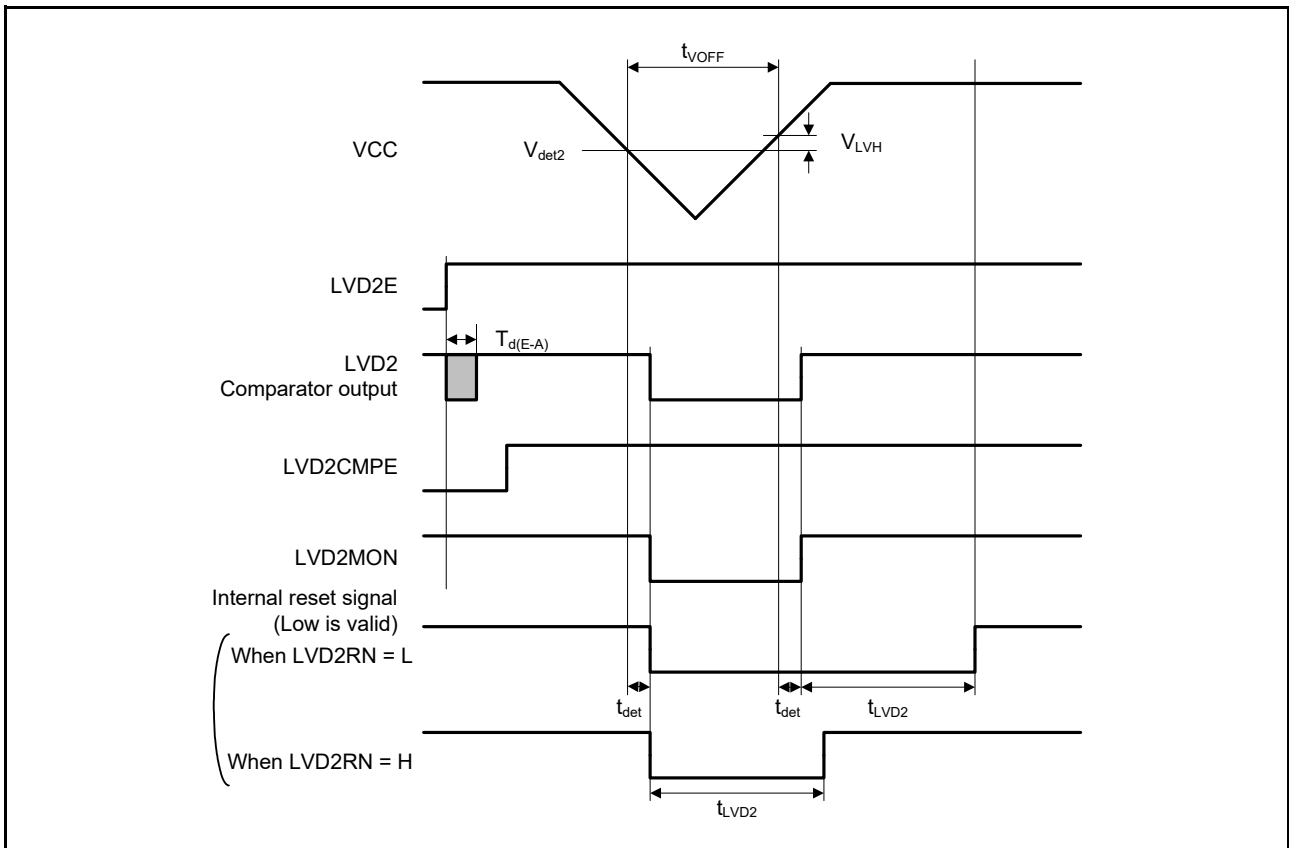 tVOFF
VCC
Vdet2
VLVH
LVD2E
Td(E-A)
LVD2
Comparator output
LVD2CMPE
LVD2MON
Internal reset signal
(Low is valid)
When LVD2RN = L
tdet
tdet
tLVD2
When LVD2RN = H
tLVD2